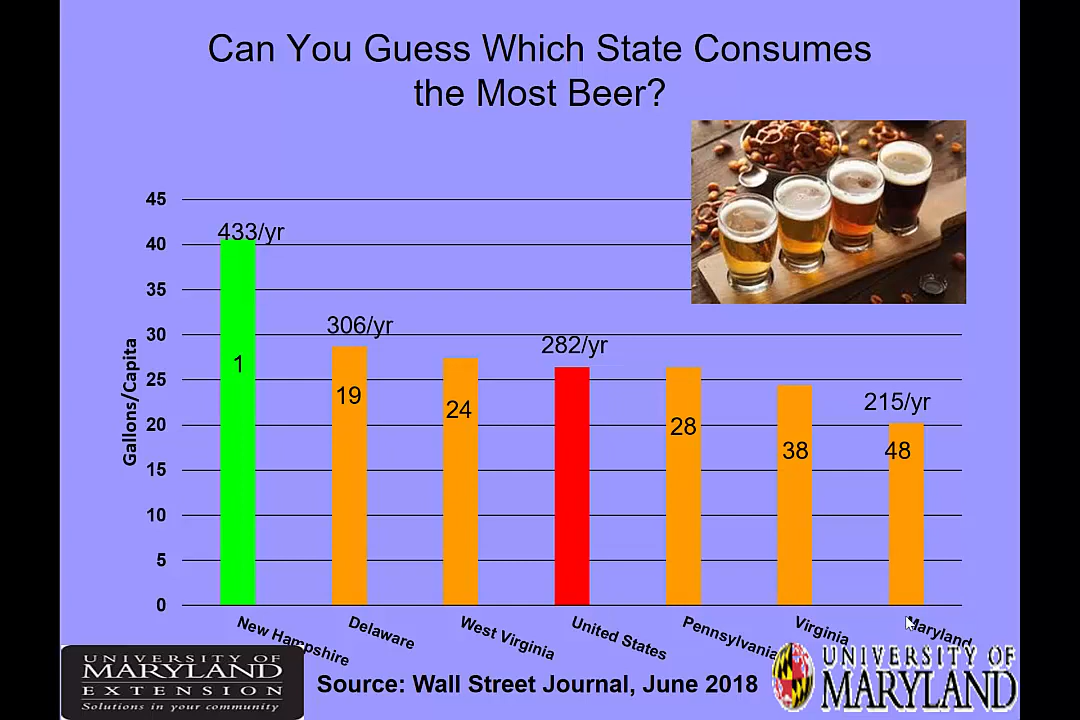 Can You Guess Which State Consumes
the Most Beer?
Gallons/Capita
45
40
35
30
25
20
15
10
5
0
433/yr
306/yr
282/yr
215/yr
1
19
24
28
38
48
New Hampshire
Delaware
West Virginia
United States
Pennsylvania
Virginia
Maryland
UNIVERSITY OF
MARYLAND
EXTENSION
Solutions in your community
Source: Wall Street Journal, June 2018
UNIVERSITY OF
MARYLAND